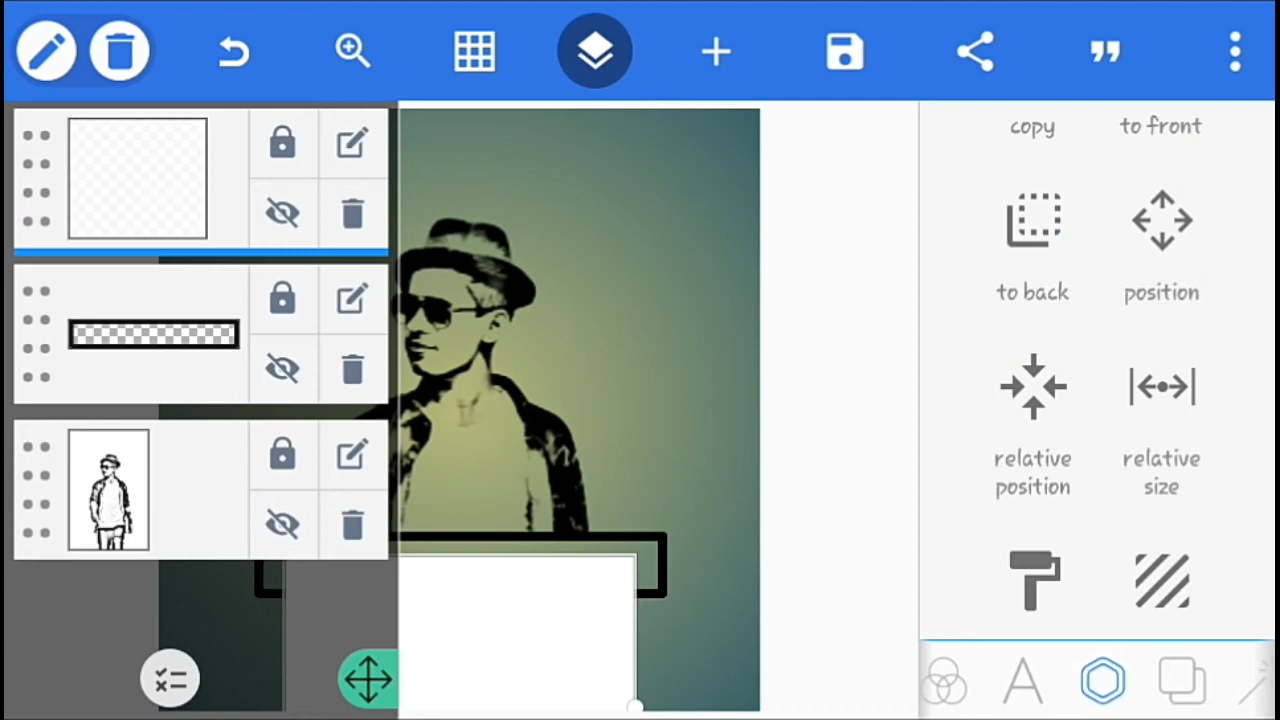 copy
to front
to back
position
relative
position
relative
size